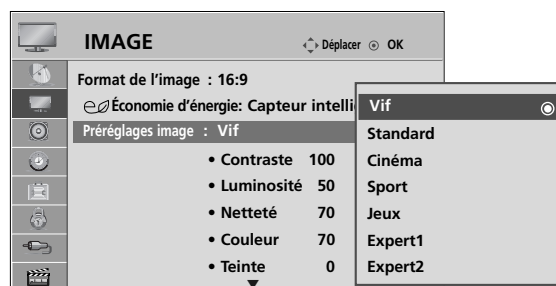 IMAGE
Déplacer OK
Format de l'image : 16:9
Économie d'énergie: Capteur intelli
Préréglages image : Vif
• Contraste 100
• Luminosité 50
• Netteté 70
• Couleur 70
• Teinte 0
Vif
Standard
Cinéma
Sport
Jeux
Expert1
Expert2